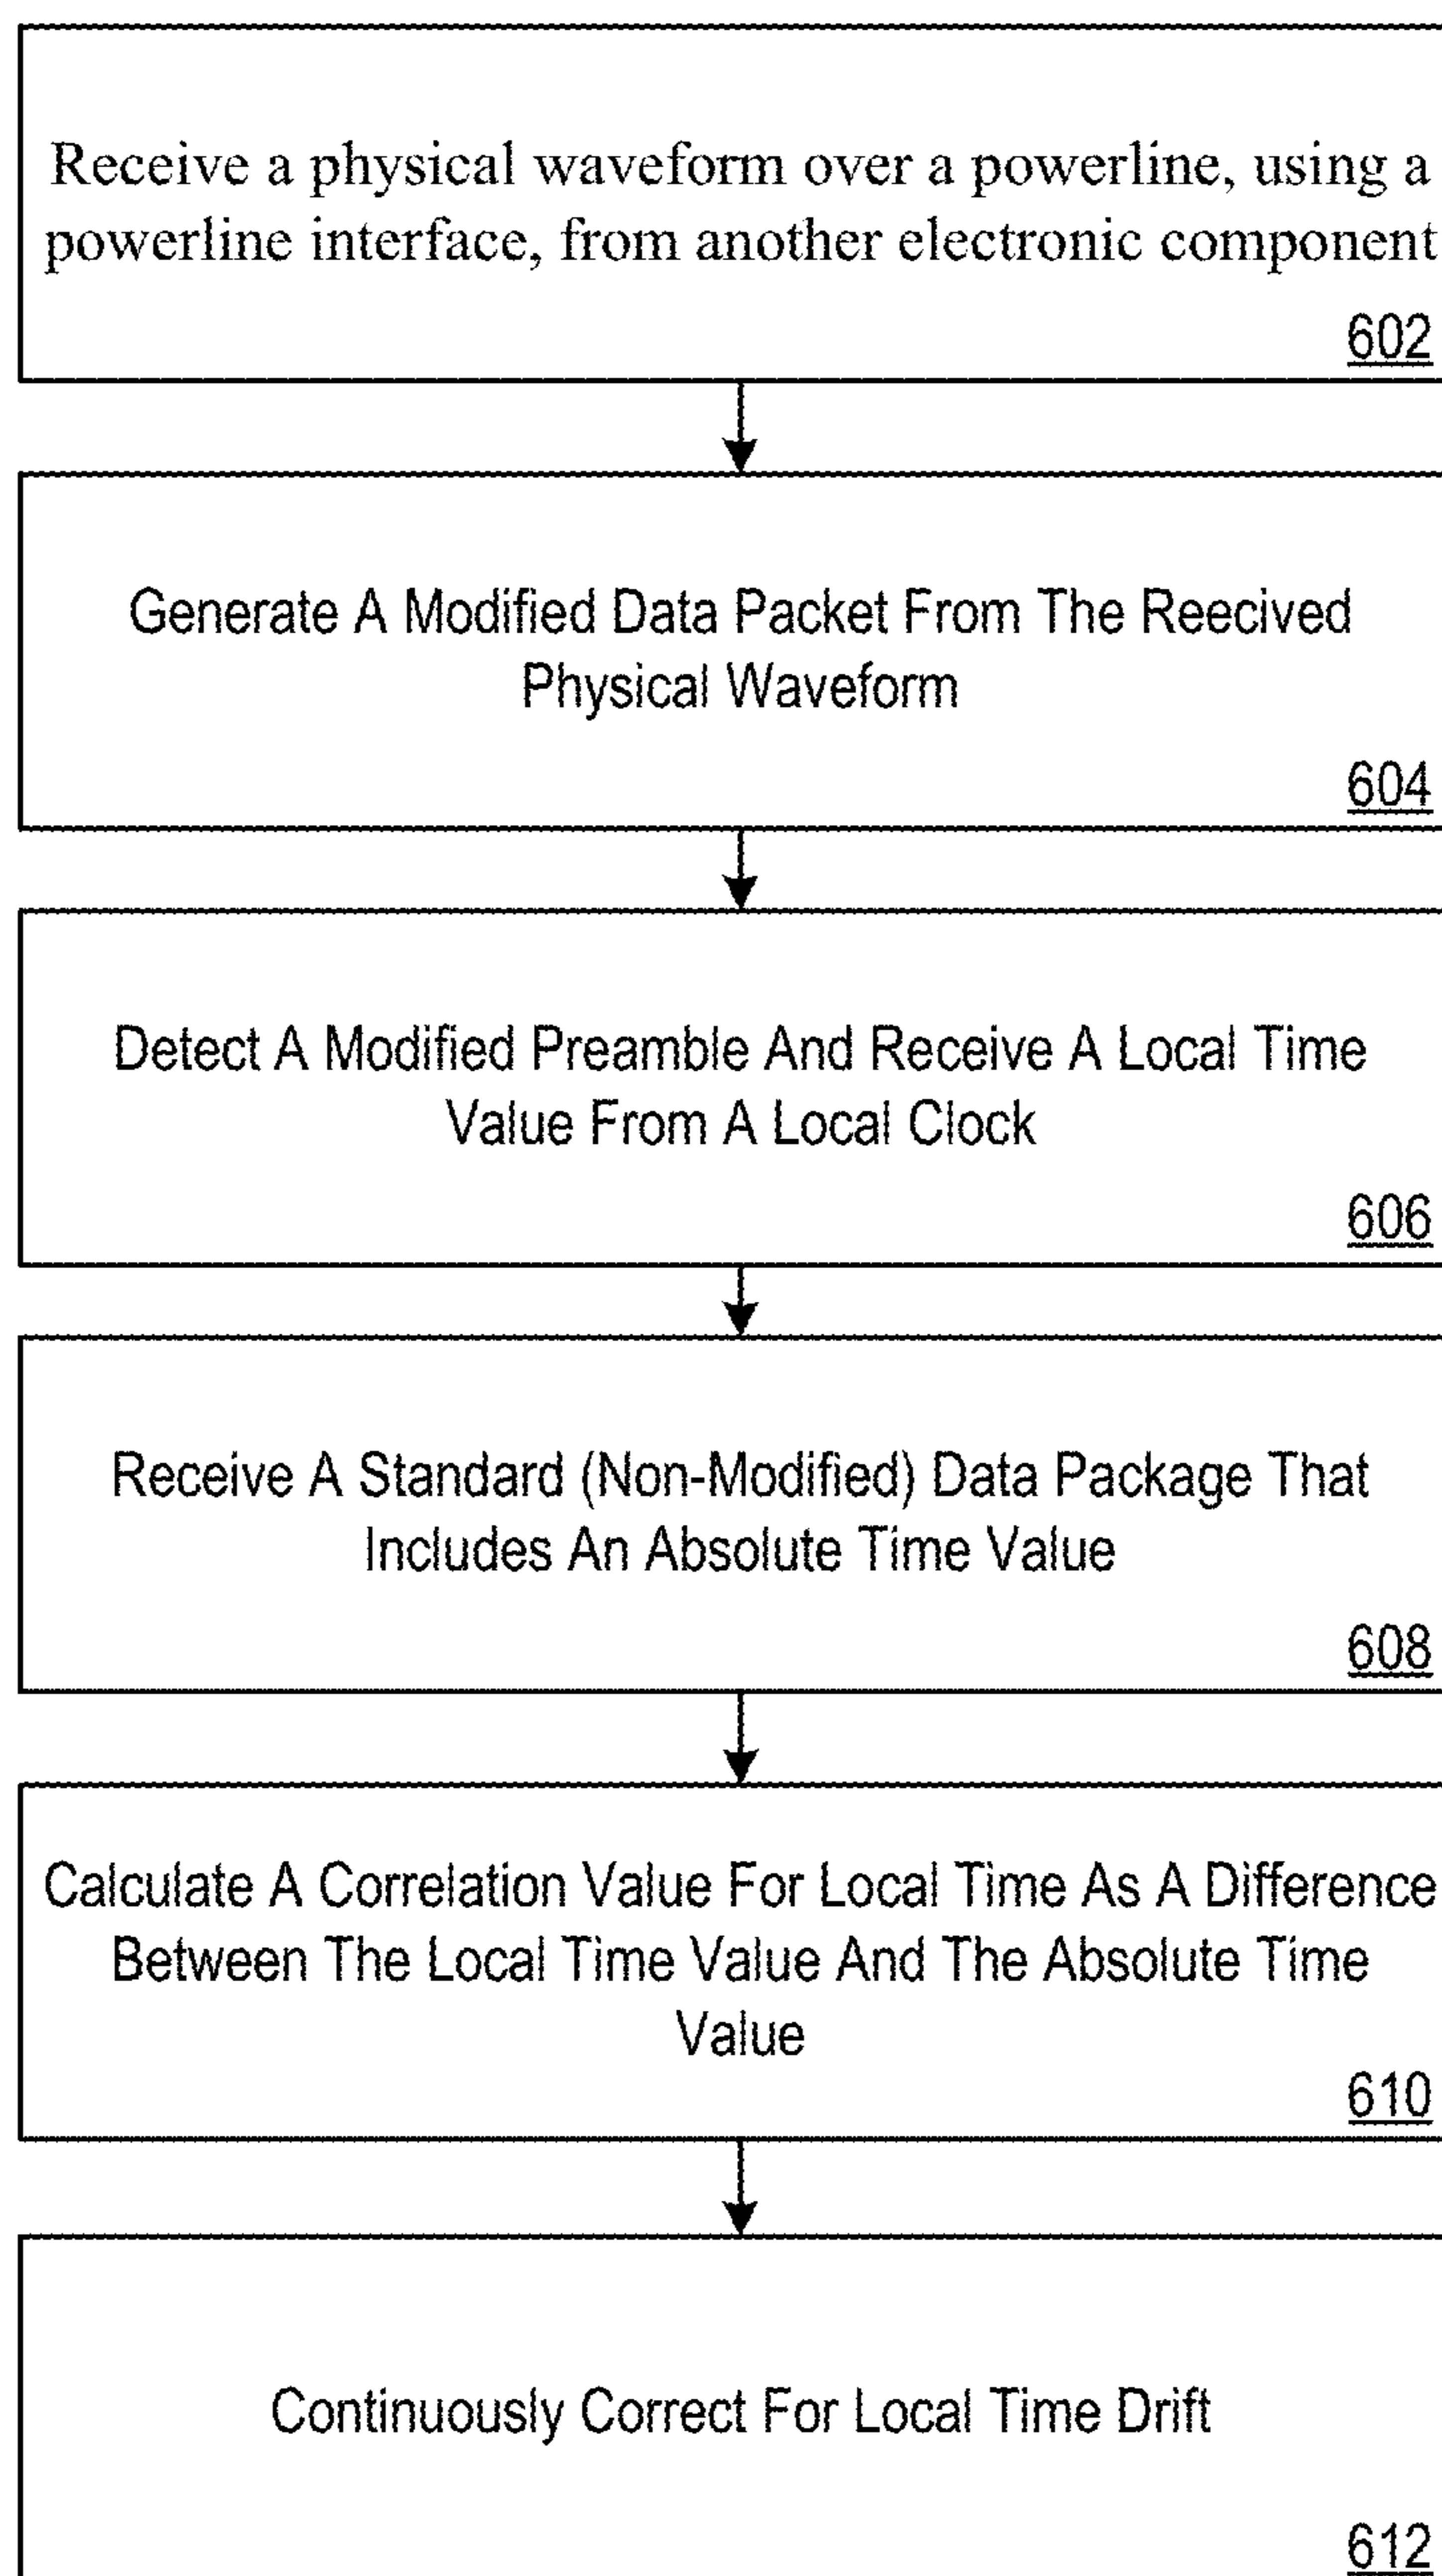 Receive a physical waveform over a powerline, using a
powerline interface, from another electronic component
602
Generate A Modified Data Packet From The Reecived
Physical Waveform
604
Detect A Modified Preamble And Receive A Local Time
Value From A Local Clock
606
Receive A Standard (Non-Modified) Data Package That
Includes An Absolute Time Value
608
Calculate A Correlation Value For Local Time As A Difference
Between The Local Time Value And The Absolute Time
Value
610
Continuously Correct For Local Time Drift
612